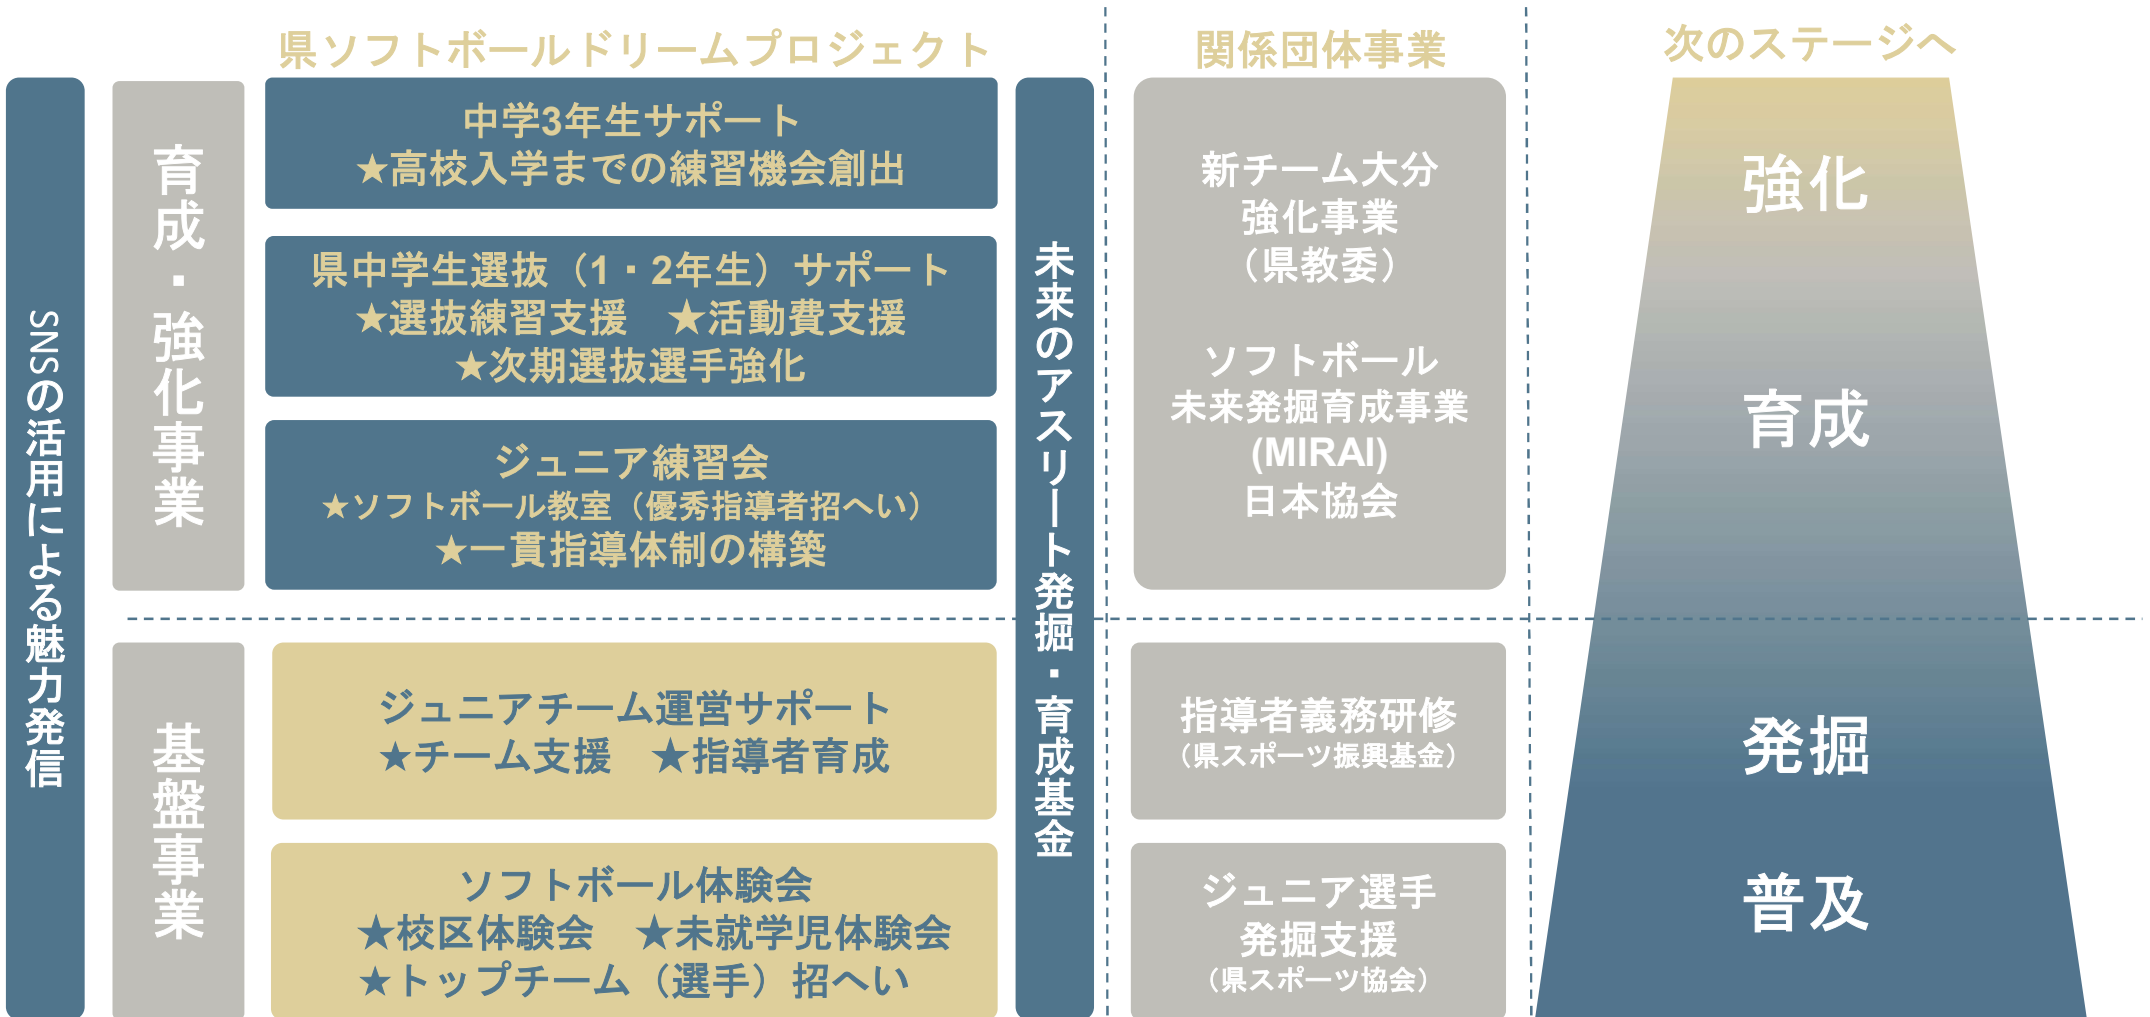 県ソフトボールドリームプロジェクト
関係団体事業
次のステージへ
SNSの活用による魅力発信
育成・強化事業
中学3年生サポート
★高校入学までの練習機会創出
県中学生選抜（1・2年生）サポート
★選抜練習支援　★活動費支援
★次期選抜選手強化
ジュニア練習会
★ソフトボール教室（優秀指導者招へい）
★一貫指導体制の構築
基盤事業
ジュニアチーム運営サポート
★チーム支援　★指導者育成
ソフトボール体験会
★校区体験会　★未就学児体験会
★トップチーム（選手）招へい
未来のアスリート発掘・育成基金
新チーム大分
強化事業
（県教委）
ソフトボール
未来発掘育成事業
(MIRAI)
日本協会
指導者義務研修
（県スポーツ振興基金）
ジュニア選手
発掘支援
（県スポーツ協会）
強化
育成
発掘
普及